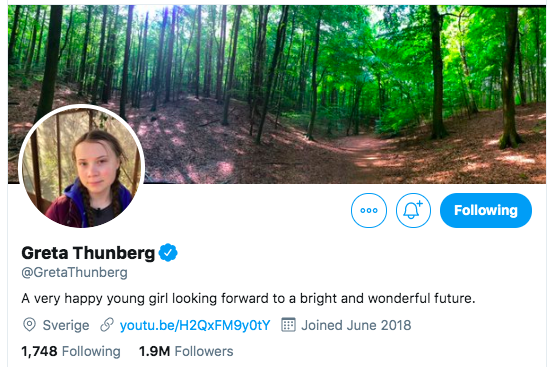 Following
Greta Thunberg
@GretaThunberg
A very happy young girl looking forward to a bright and wonderful future.
Sverige youtu.be/H2QxFM9y0tY Joined June 2018
1,748 Following 1.9M Followers